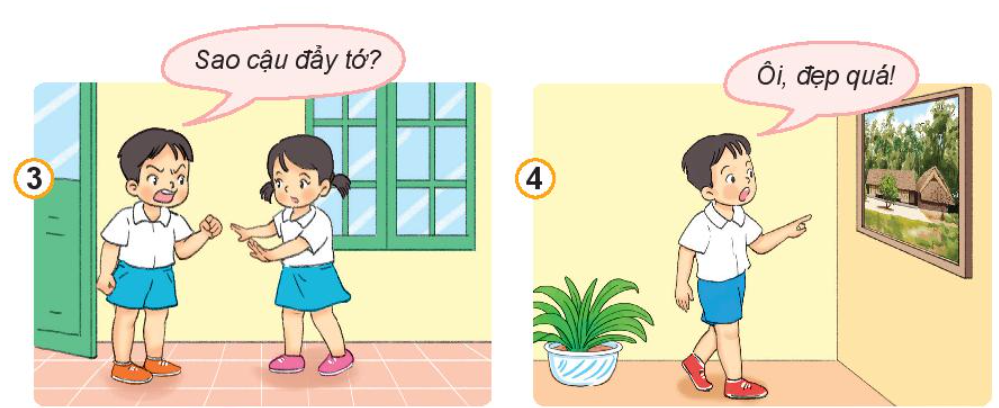 Sao cậu đẩy tớ?
Ôi, đẹp quá!
3
4